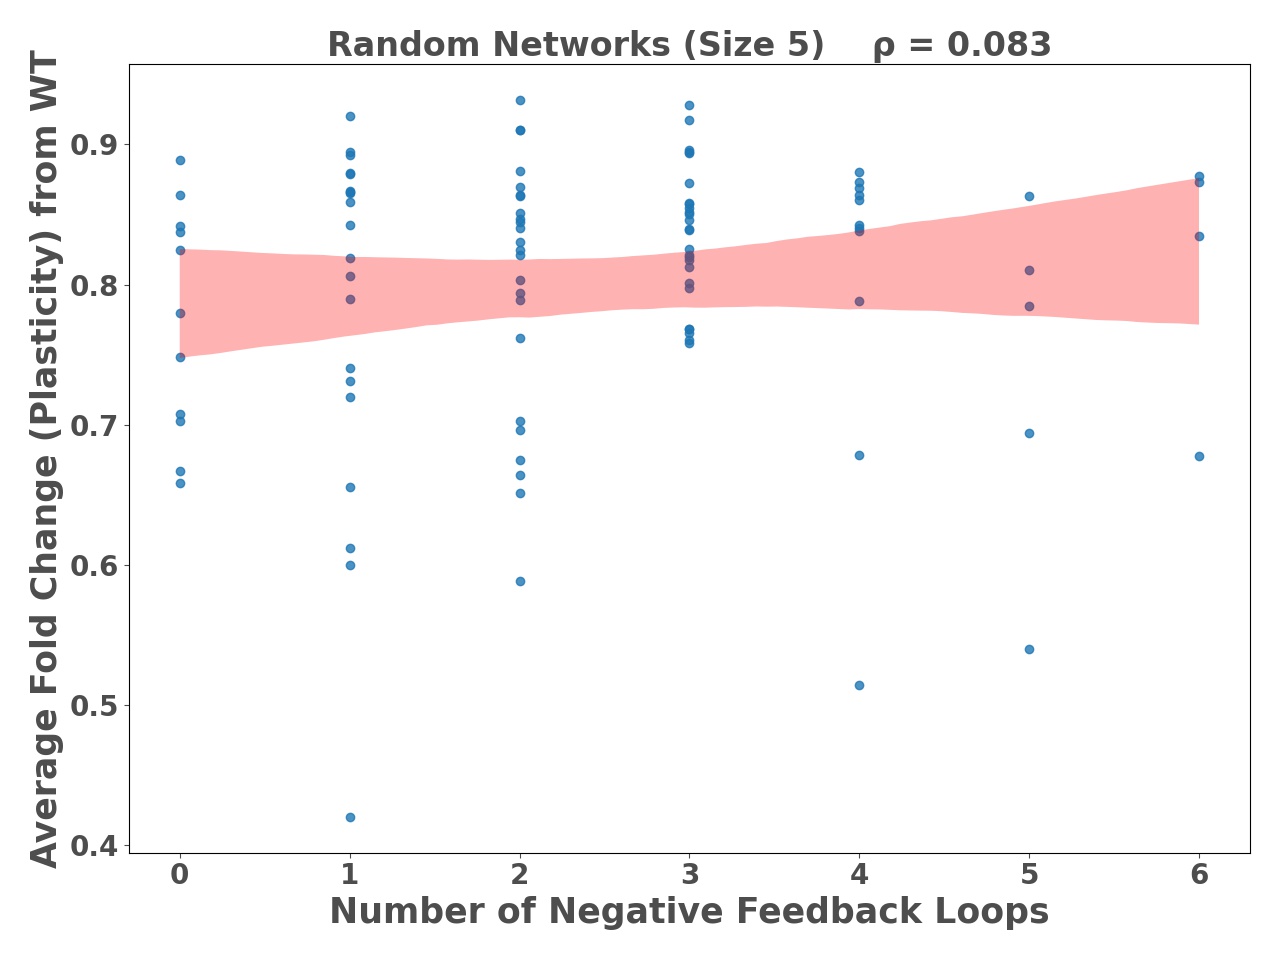 Random Networks (Size 5) ρ = 0.083
Average Fold Change (Plasticity) from WT
0.9
0.8
0.7
0.6
0.5
0.4
0 1 2 3 4 5 6
Number of Negative Feedback Loops